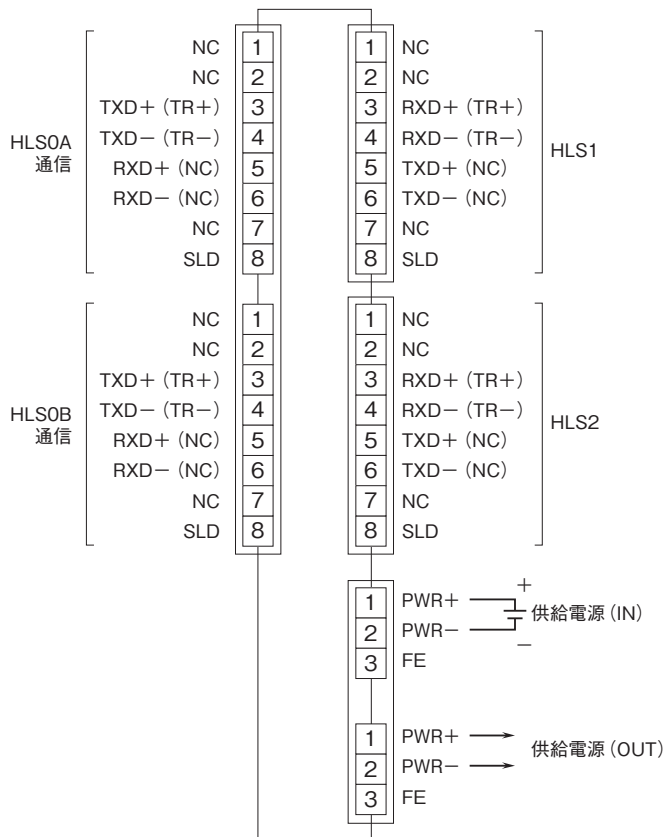 HLS0A
通信
NC 1
NC 2
TXD+ (TR+) 3
TXD− (TR−) 4
RXD+ (NC) 5
RXD− (NC) 6
NC 7
SLD 8
1 NC
2 NC
3 RXD+ (TR+)
4 RXD− (TR−)
5 TXD+ (NC)
6 TXD− (NC)
7 NC
8 SLD
HLS1
HLS0B
通信
NC 1
NC 2
TXD+ (TR+) 3
TXD− (TR−) 4
RXD+ (NC) 5
RXD− (NC) 6
NC 7
SLD 8
1 NC
2 NC
3 RXD+ (TR+)
4 RXD− (TR−)
5 TXD+ (NC)
6 TXD− (NC)
7 NC
8 SLD
HLS2
1 PWR+
2 PWR−
3 FE
+
−
供給電源 (IN)
1 PWR+
2 PWR−
3 FE
供給電源 (OUT)